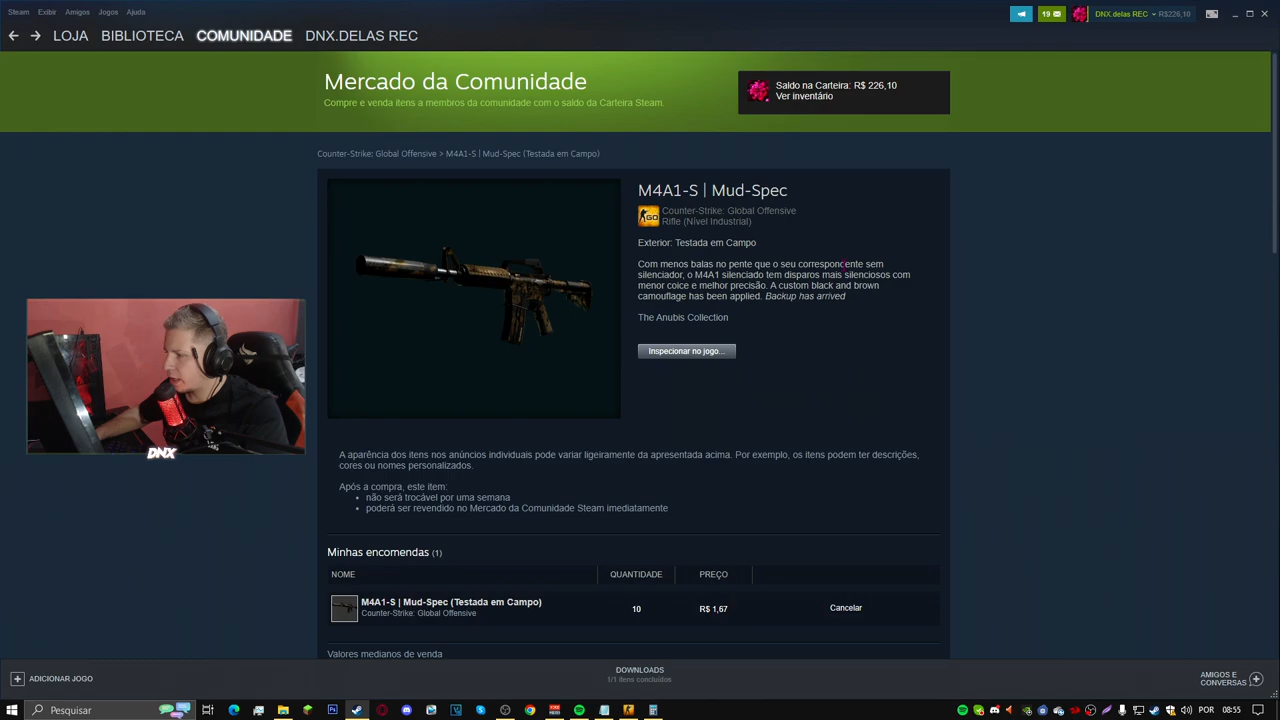 Steam Exibir Amigos Jogos Ajuda
19 DNX.delas REC R$226,10
LOJA BIBLIOTECA COMUNIDADE DNX.DELAS REC
Mercado da Comunidade
Compre e venda itens a membros da comunidade com o saldo da Carteira Steam.
Saldo na Carteira: R$ 226,10
Ver inventário
Counter-Strike: Global Offensive > M4A1-S | Mud-Spec (Testada em Campo)
M4A1-S | Mud-Spec
GO
Counter-Strike: Global Offensive
Rifle (Nível Industrial)
Exterior: Testada em Campo
Com menos balas no pente que o seu correspondente sem
silenciador, o M4A1 silenciado tem disparos mais silenciosos com
menor coice e melhor precisão. A custom black and brown
camouflage has been applied. Backup has arrived
The Anubis Collection
Inspecionar no jogo...
DNX
A aparência dos itens nos anúncios individuais pode variar ligeiramente da apresentada acima. Por exemplo, os itens podem ter descrições,
cores ou nomes personalizados.
Após a compra, este item:
• não será trocável por uma semana
• poderá ser revendido no Mercado da Comunidade Steam imediatamente
Minhas encomendas (1)
NOME QUANTIDADE PREÇO
M4A1-S | Mud-Spec (Testada em Campo)
Counter-Strike: Global Offensive
10 R$ 1,67 Cancelar
Valores medianos de venda
ADICIONAR JOGO
DOWNLOADS
1/1 itens concluídos
AMIGOS E
CONVERSAS
Pesquisar
POR 08:55